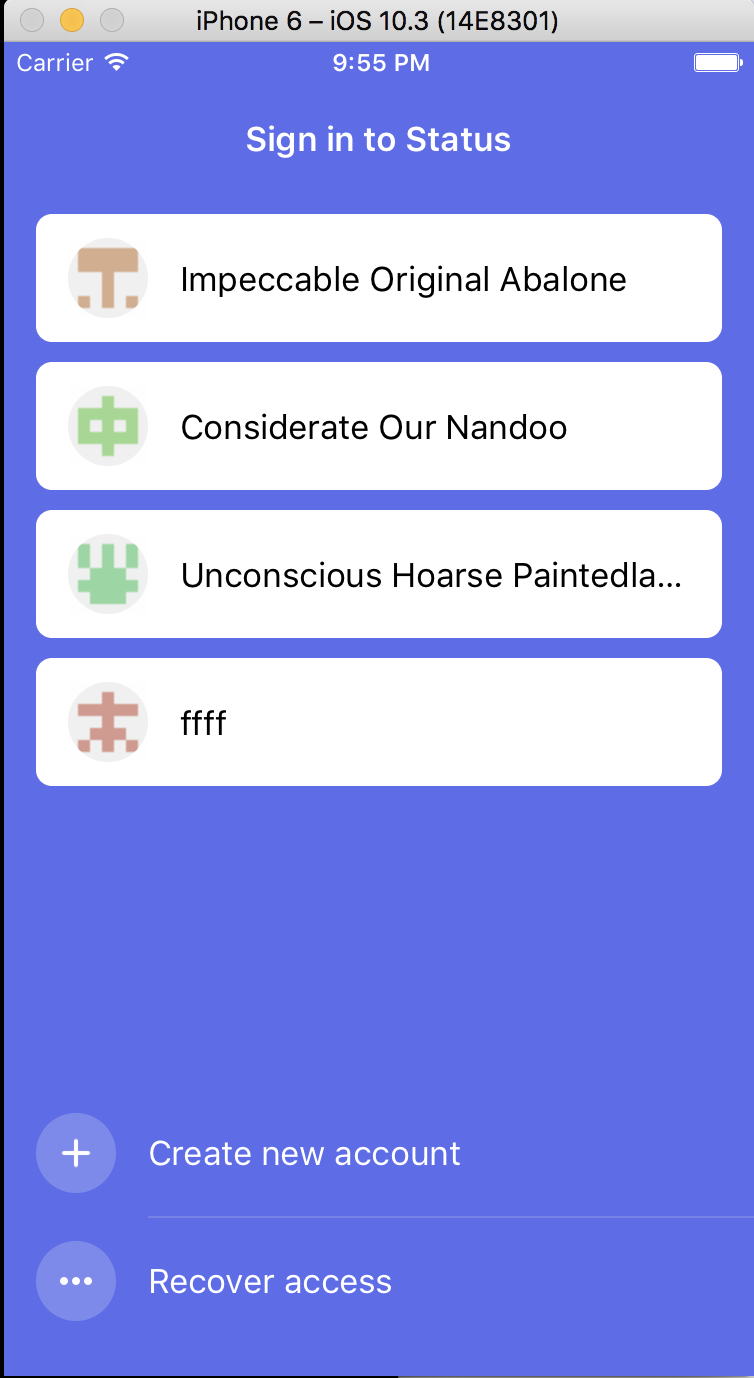 iPhone 6 – iOS 10.3 (14E8301)
Carrier 9:55 PM
Sign in to Status
Impeccable Original Abalone
Considerate Our Nandoo
Unconscious Hoarse Paintedla...
ffff
Create new account
Recover access